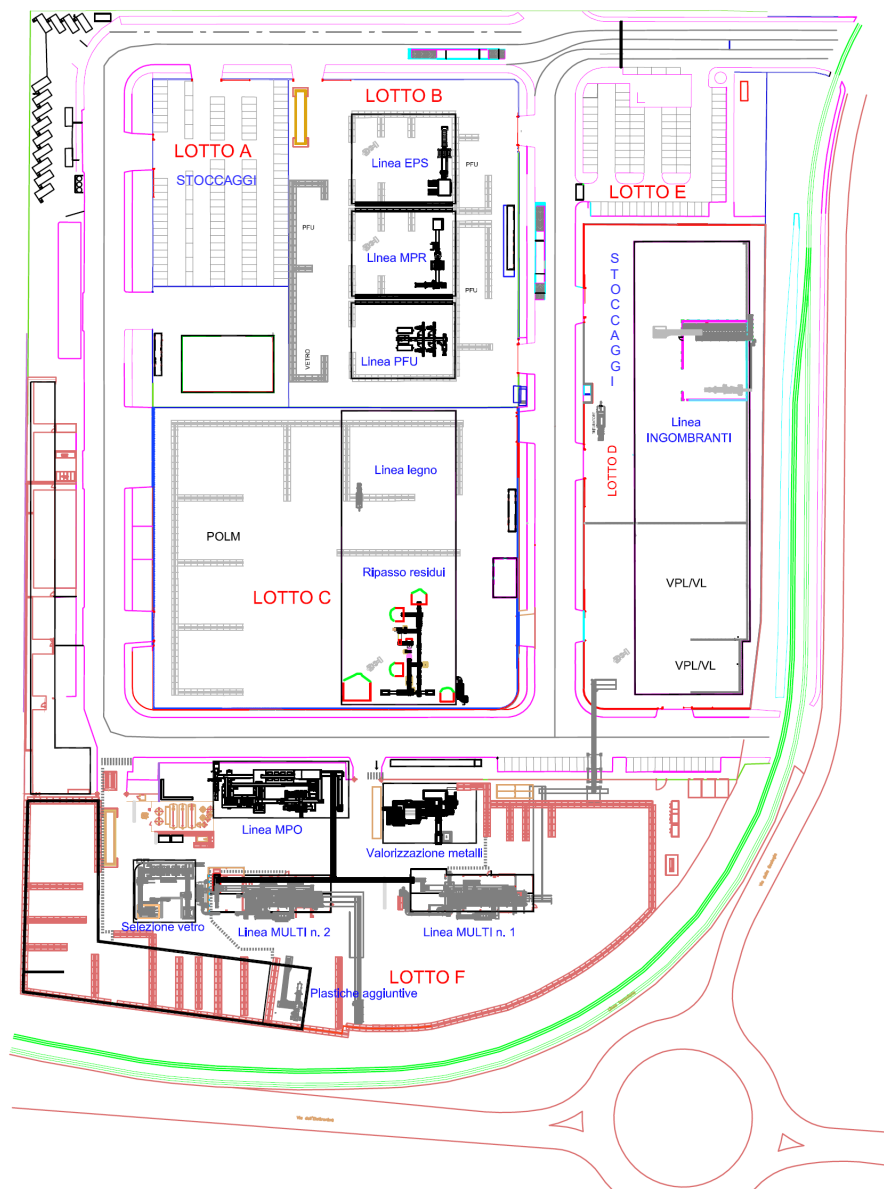 LOTTO B
LOTTO A
STOCCAGGI
Linea EPS
PFU
LOTTO E
PFU
Linea MPR
STOCCAGGI
PFU
VETRO
Linea PFU
Linea
INGOMBRANTI
LOTTO D
Linea legno
POLM
Ripasso residui
LOTTO C
VPL/VL
VPL/VL
Linea MPO
Valorizzazione metalli
Selezione vetro
Linea MULTI n. 2
Linea MULTI n. 1
LOTTO F
Plastiche aggiuntive